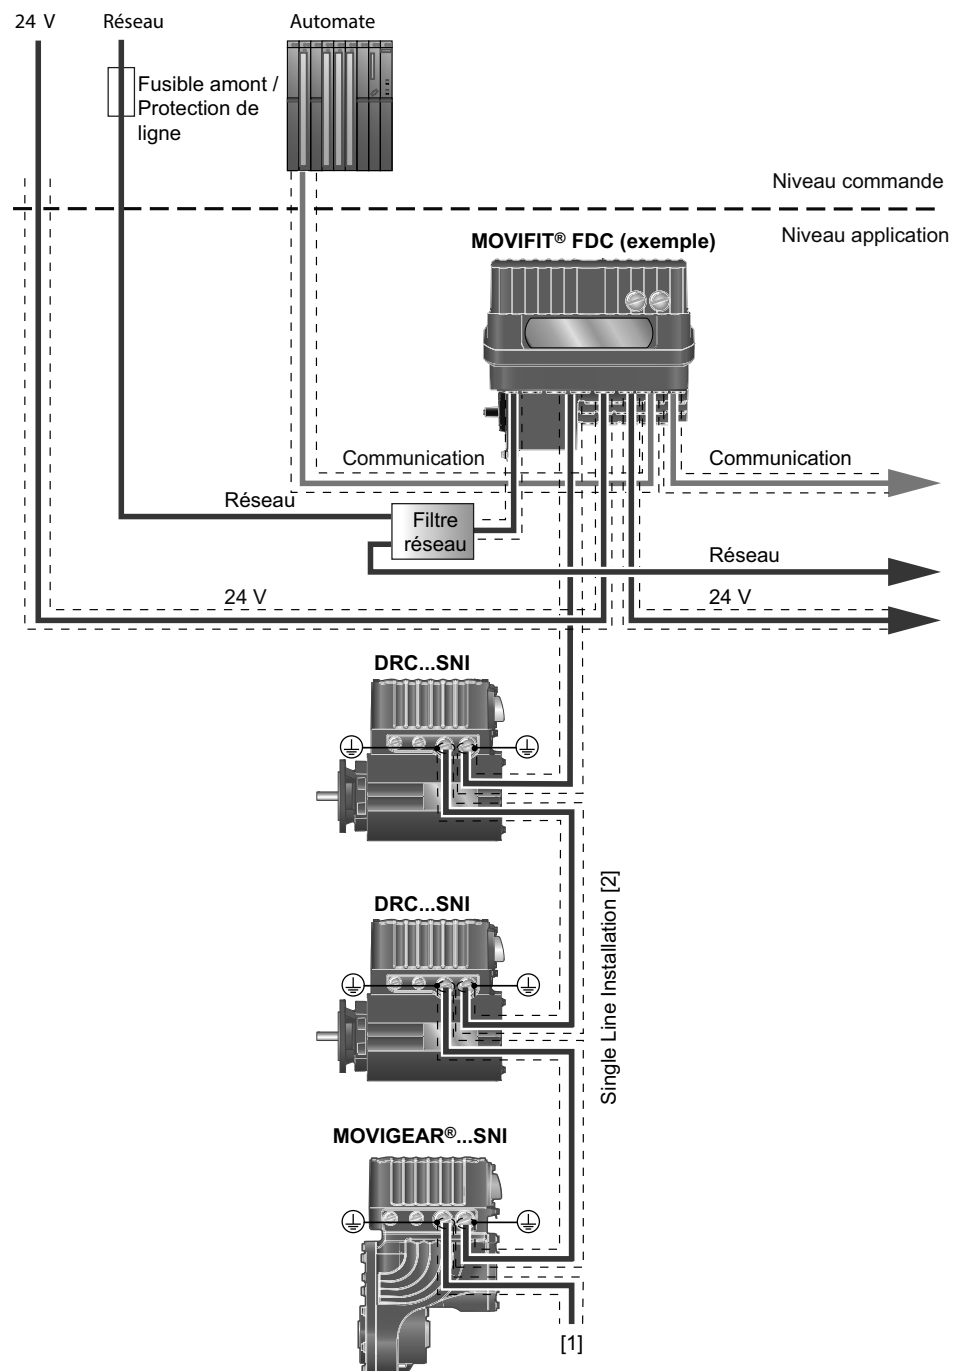 24 V
Réseau
Automate
Fusible amont /
Protection de
ligne
Niveau commande
Niveau application
MOVIFIT® FDC (exemple)
Communication
Communication
Réseau
Filtre
réseau
Réseau
24 V
24 V
DRC...SNI
DRC...SNI
Single Line Installation [2]
MOVIGEAR®...SNI
[1]